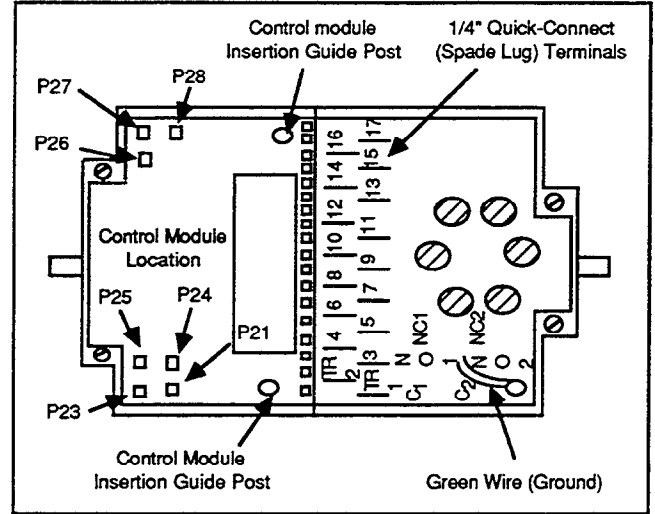 Control module
Insertion Guide Post
1/4" Quick-Connect
(Spade Lug) Terminals
P28
P27
P26
17
16
15
14
13
12
11
10
9
8
7
6
5
4
3
TR
2
TR
1
Control Module
Location
P25
P24
P21
P23
NC1
NC2
N
O
1
N
O
2
C1
C2
Control Module
Insertion Guide Post
Green Wire (Ground)